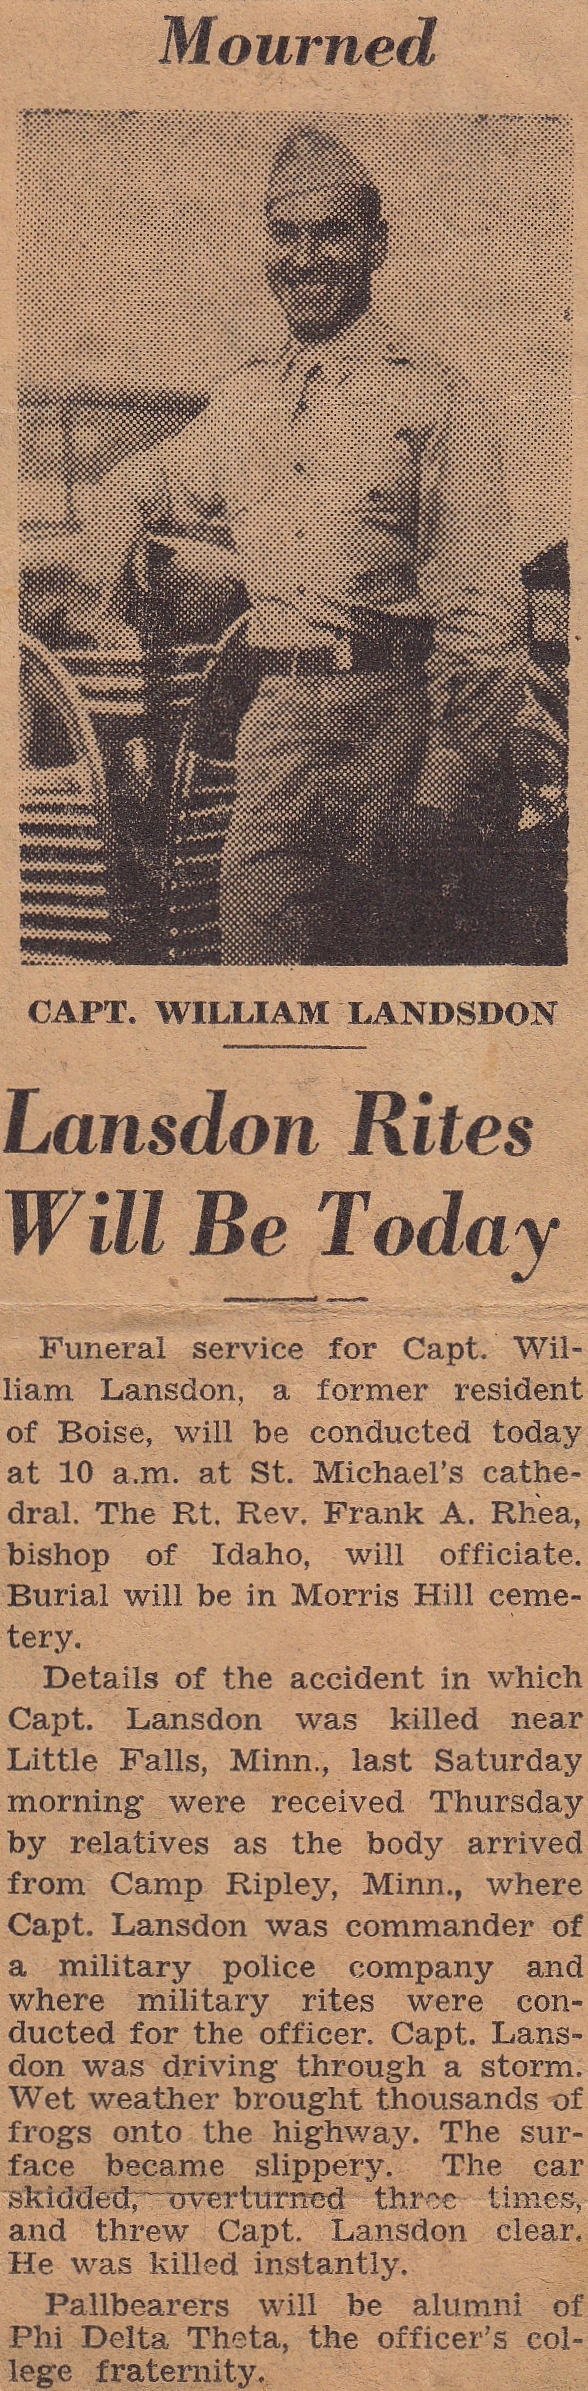 Mourned
CAPT. WILLIAM LANDSDON
Lansdon Rites
Will Be Today
Funeral service for Capt. Wil-
liam Lansdon, a former resident
of Boise, will be conducted today
at 10 a.m. at St. Michael's cathe-
dral. The Rt. Rev. Frank A. Rhea,
bishop of Idaho, will officiate.
Burial will be in Morris Hill ceme-
tery.
Details of the accident in which
Capt. Lansdon was killed near
Little Falls, Minn., last Saturday
morning were received Thursday
by relatives as the body arrived
from Camp Ripley, Minn., where
Capt. Lansdon was commander of
a military police company and
where military rites were con-
ducted for the officer. Capt. Lans-
don was driving through a storm.
Wet weather brought thousands of
frogs onto the highway. The sur-
face became slippery. The car
skidded, overturned three times,
and threw Capt. Lansdon clear.
He was killed instantly.
Pallbearers will be alumni of
Phi Delta Theta, the officer's col-
lege fraternity.